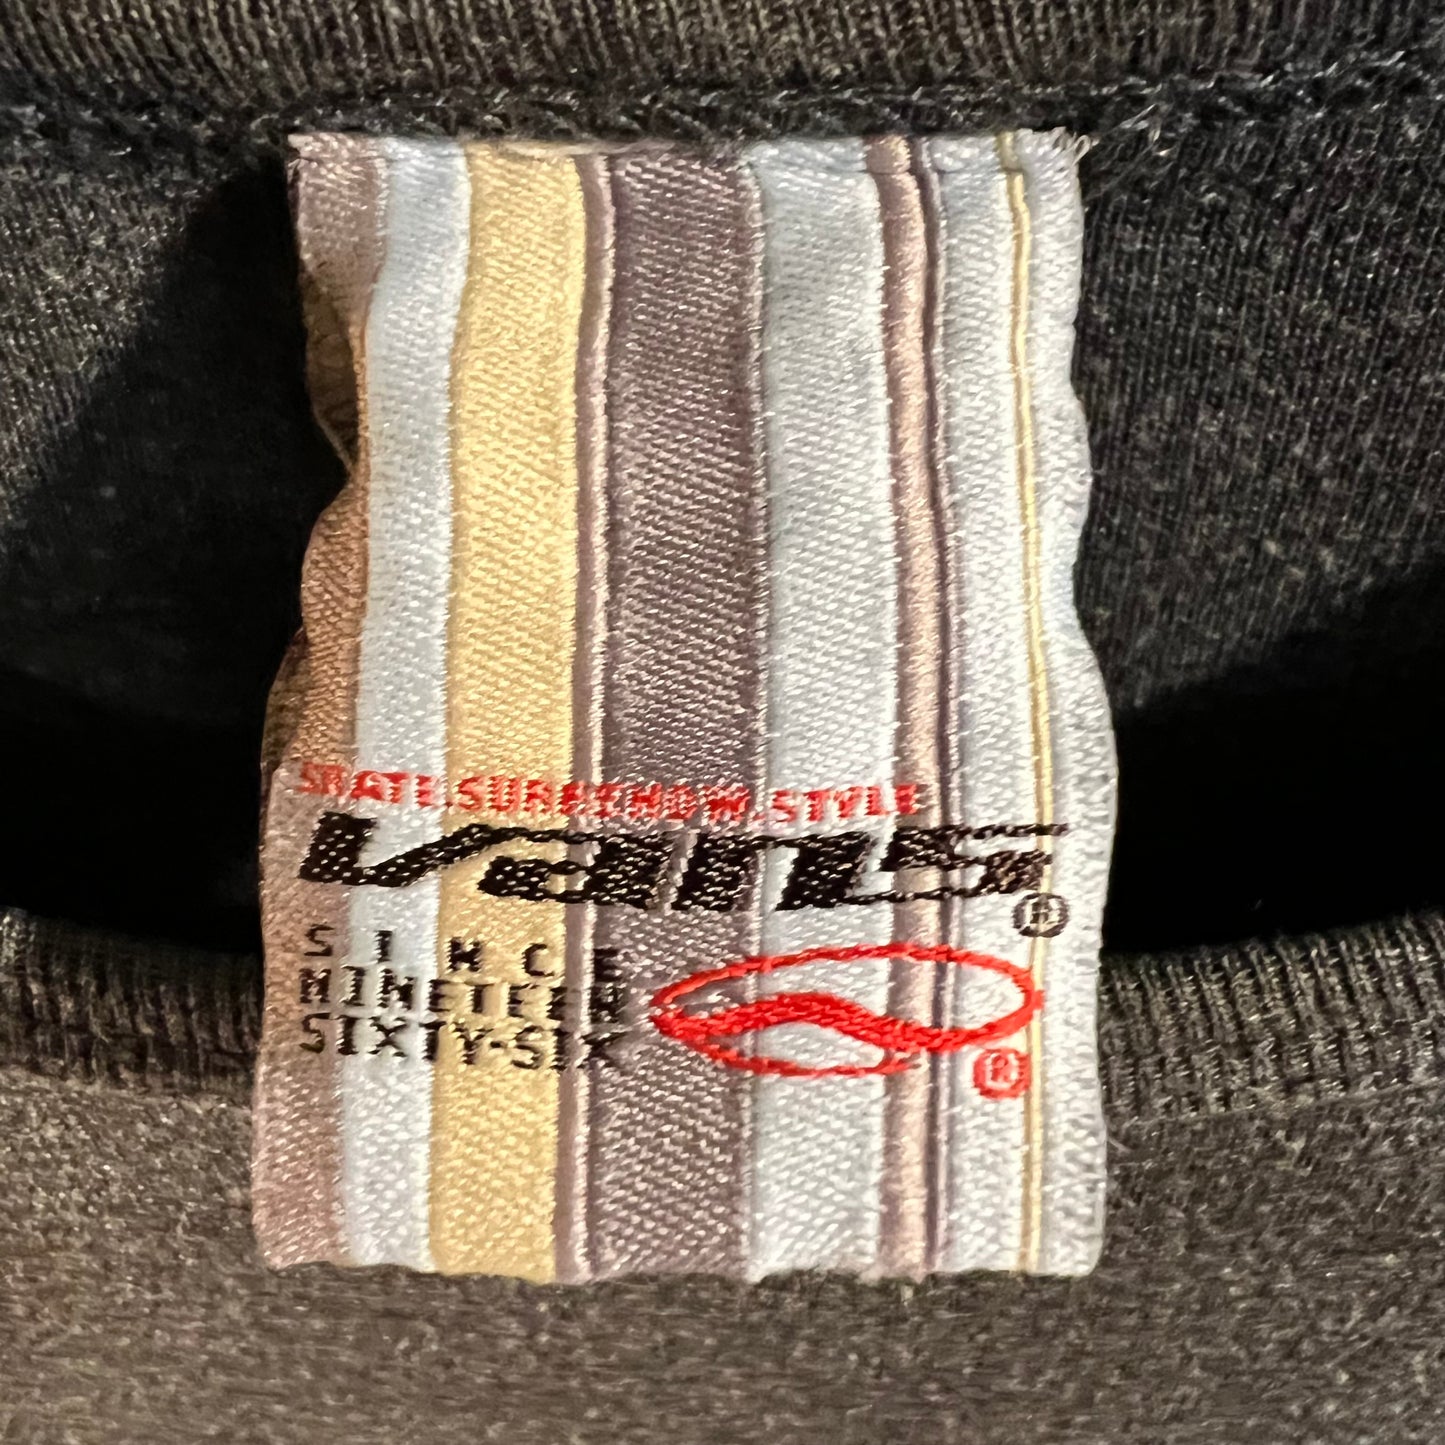 SKATE.SURF.SNOW.STYLE
Vans®
SINCE
NINETEEN
SIXTY-SIX
®